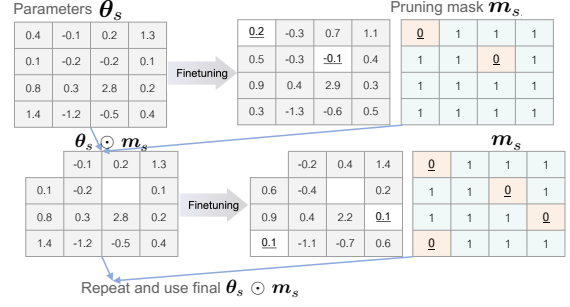 Parameters θₛ
Pruning mask mₛ
0.4 -0.1 0.2 1.3
0.1 -0.2 -0.2 0.1
0.8 0.3 2.8 0.2
1.4 -1.2 -0.5 0.4
Finetuning
0.2 -0.3 0.7 1.1
0.5 -0.3 -0.1 0.4
0.9 0.4 2.9 0.3
0.3 -1.3 -0.6 0.5
0 1 1 1
1 1 0 1
1 1 1 1
1 1 1 1
θₛ ⊙ mₛ
mₛ
-0.1 0.2 1.3
0.1 -0.2 0.1
0.8 0.3 2.8 0.2
1.4 -1.2 -0.5 0.4
Finetuning
-0.2 0.4 1.4
0.6 -0.4 0.2
0.9 0.4 2.2 0.1
0.1 -1.1 -0.7 0.6
0 1 1 1
1 1 0 1
1 1 1 0
0 1 1 1
Repeat and use final θₛ ⊙ mₛ